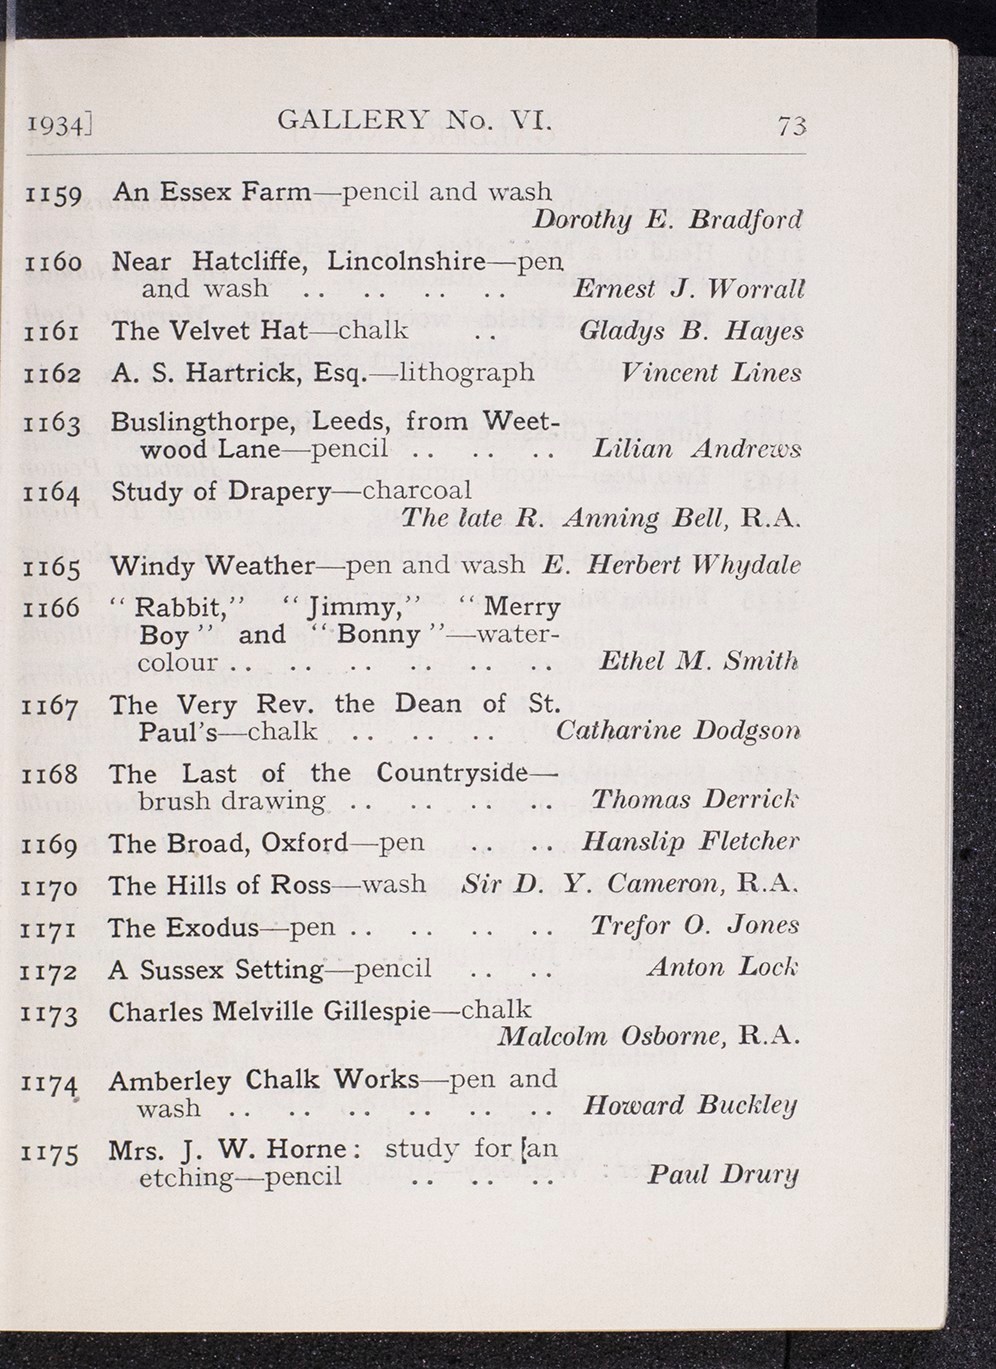 1934] GALLERY No. VI. 73
1159 An Essex Farm—pencil and wash
Dorothy E. Bradford
1160 Near Hatcliffe, Lincolnshire—pen
and wash .. .. .. .. Ernest J. Worrall
1161 The Velvet Hat—chalk .. Gladys B. Hayes
1162 A. S. Hartrick, Esq.—lithograph Vincent Lines
1163 Buslingthorpe, Leeds, from Weet-
wood Lane—pencil .. .. .. Lilian Andrews
1164 Study of Drapery—charcoal
The late R. Anning Bell, R.A.
1165 Windy Weather—pen and wash E. Herbert Whydale
1166 “Rabbit,” “Jimmy,” “Merry
Boy” and “Bonny”—water-
colour .. .. .. .. .. .. Ethel M. Smith
1167 The Very Rev. the Dean of St.
Paul's—chalk .. .. .. Catharine Dodgson
1168 The Last of the Countryside—
brush drawing .. .. .. .. Thomas Derrick
1169 The Broad, Oxford—pen .. .. Hanslip Fletcher
1170 The Hills of Ross—wash Sir D. Y. Cameron, R.A.
1171 The Exodus—pen .. .. .. .. Trefor O. Jones
1172 A Sussex Setting—pencil .. .. Anton Lock
1173 Charles Melville Gillespie—chalk
Malcolm Osborne, R.A.
1174 Amberley Chalk Works—pen and
wash .. .. .. .. .. .. Howard Buckley
1175 Mrs. J. W. Horne: study for [an
etching—pencil .. .. .. Paul Drury